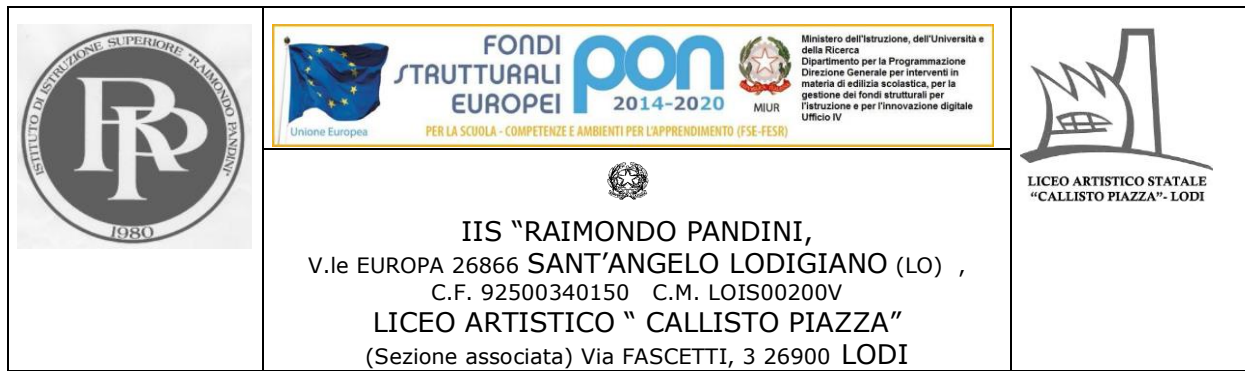 ISTITUTO DI ISTRUZIONE SUPERIORE "RAIMONDO PANDINI"
RP
1980
FONDI
STRUTTURALI
EUROPEI
pon
2014-2020
Unione Europea
MIUR
Ministero dell'Istruzione, dell'Università e
della Ricerca
Dipartimento per la Programmazione
Direzione Generale per interventi in
materia di edilizia scolastica, per la
gestione dei fondi strutturali per
l'istruzione e per l'innovazione digitale
Ufficio IV
PER LA SCUOLA - COMPETENZE E AMBIENTI PER L'APPRENDIMENTO (FSE-FESR)
IIS “RAIMONDO PANDINI,
V.le EUROPA 26866 SANT’ANGELO LODIGIANO (LO) ,
C.F. 92500340150 C.M. LOIS00200V
LICEO ARTISTICO “ CALLISTO PIAZZA”
(Sezione associata) Via FASCETTI, 3 26900 LODI
LICEO ARTISTICO STATALE
“CALLISTO PIAZZA”- LODI